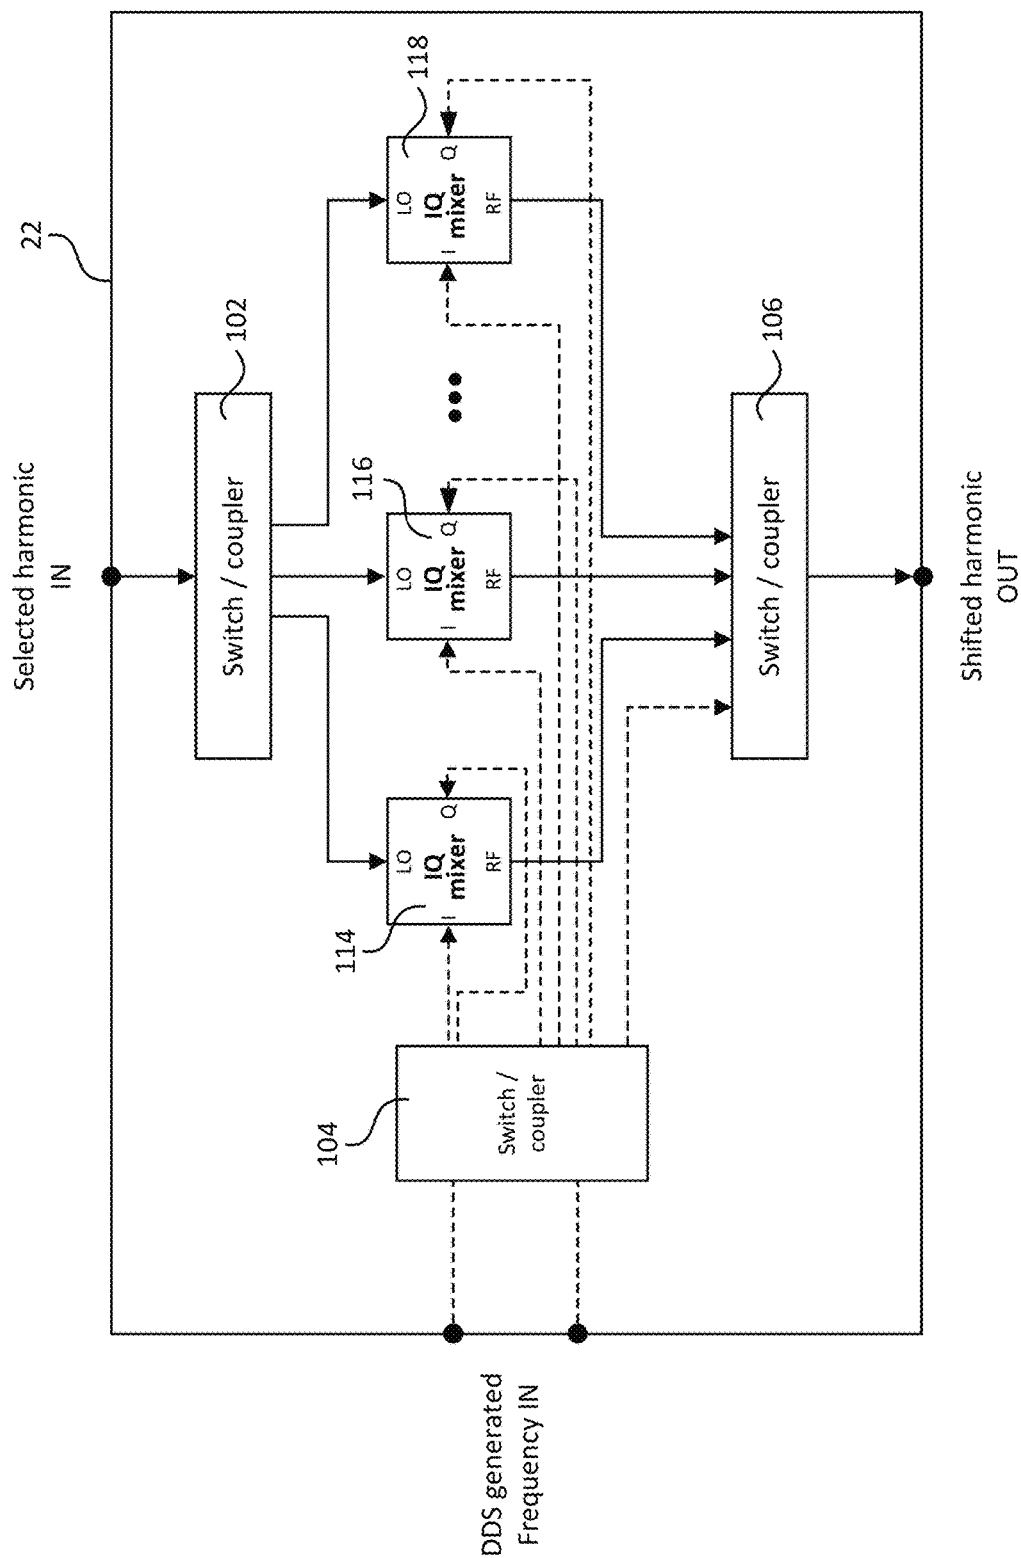 22
Selected harmonic
IN
102
Switch / coupler
118
LO
IQ
mixer
I
Q
RF
116
LO
IQ
mixer
I
Q
RF
114
LO
IQ
mixer
I
Q
RF
104
Switch /
coupler
106
Switch / coupler
DDS generated
Frequency IN
Shifted harmonic
OUT